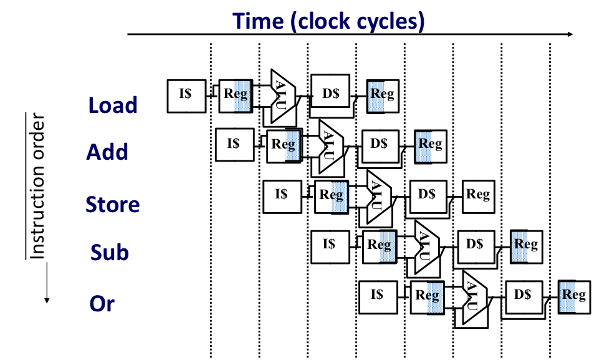 Time (clock cycles)
Instruction order
Load
I$ Reg ALU D$ Reg
Add
I$ Reg ALU D$ Reg
Store
I$ Reg ALU D$ Reg
Sub
I$ Reg ALU D$ Reg
Or
I$ Reg ALU D$ Reg